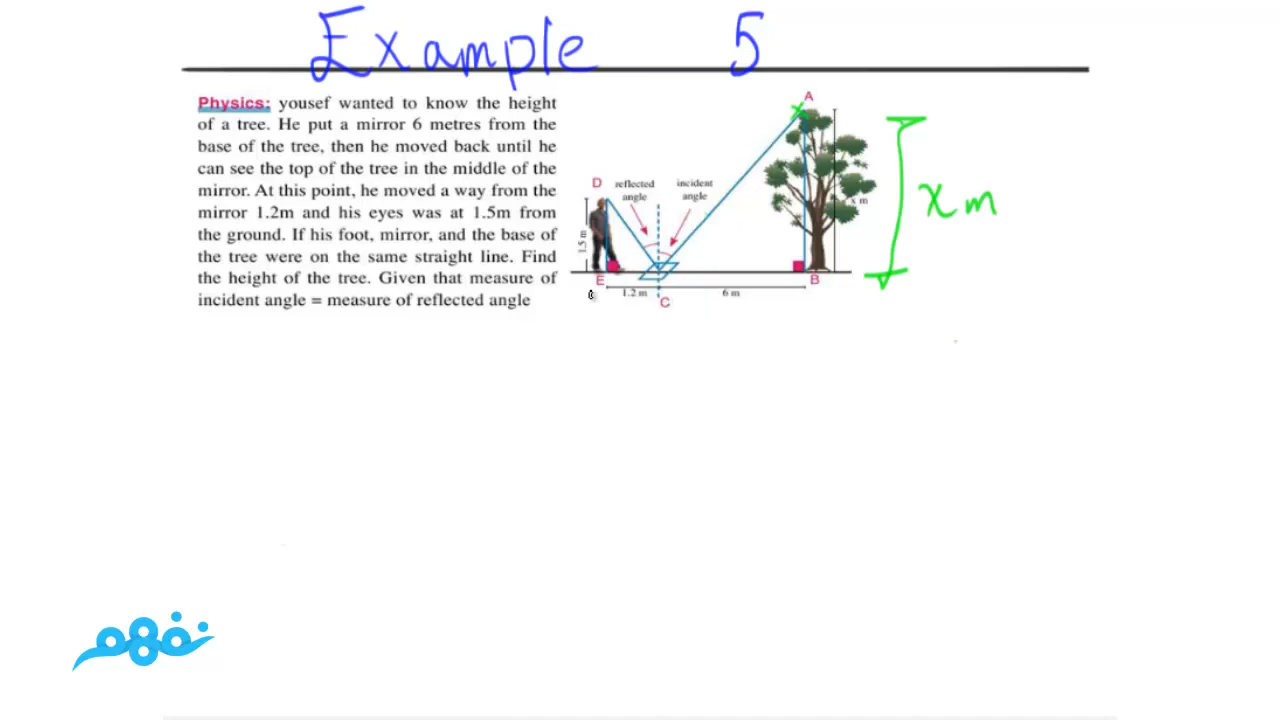 Example 5
Physics: yousef wanted to know the height
of a tree. He put a mirror 6 metres from the
base of the tree, then he moved back until he
can see the top of the tree in the middle of the
mirror. At this point, he moved a way from the
mirror 1.2m and his eyes was at 1.5m from
the ground. If his foot, mirror, and the base of
the tree were on the same straight line. Find
the height of the tree. Given that measure of
incident angle = measure of reflected angle
A
D
reflected
angle
incident
angle
1.5 m
x m
x m
E
B
1.2 m
6 m
C
نفهم